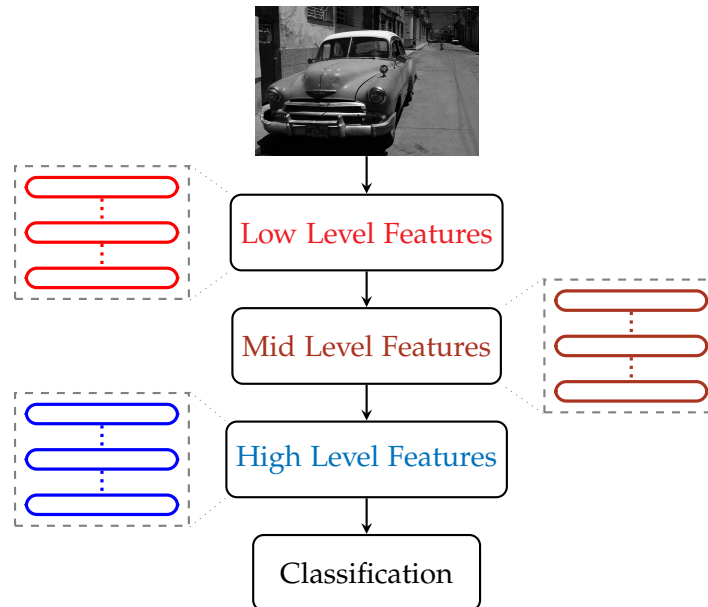 Low Level Features
Mid Level Features
High Level Features
Classification